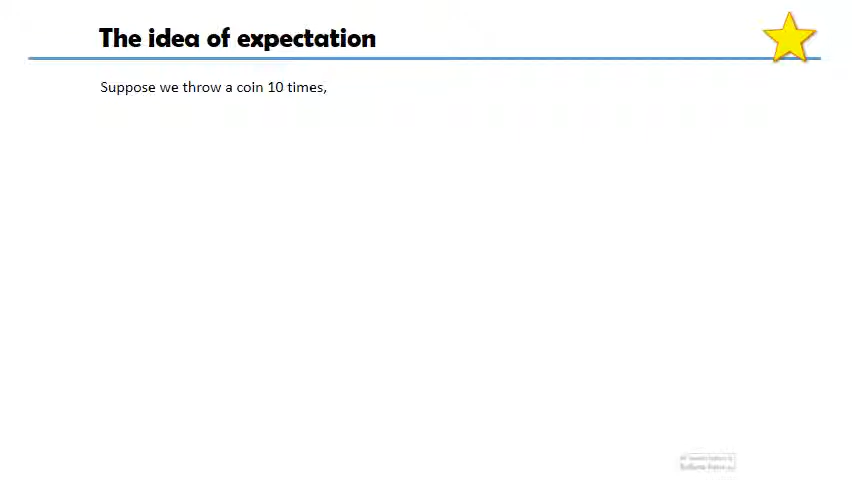 The idea of expectation
Suppose we throw a coin 10 times,